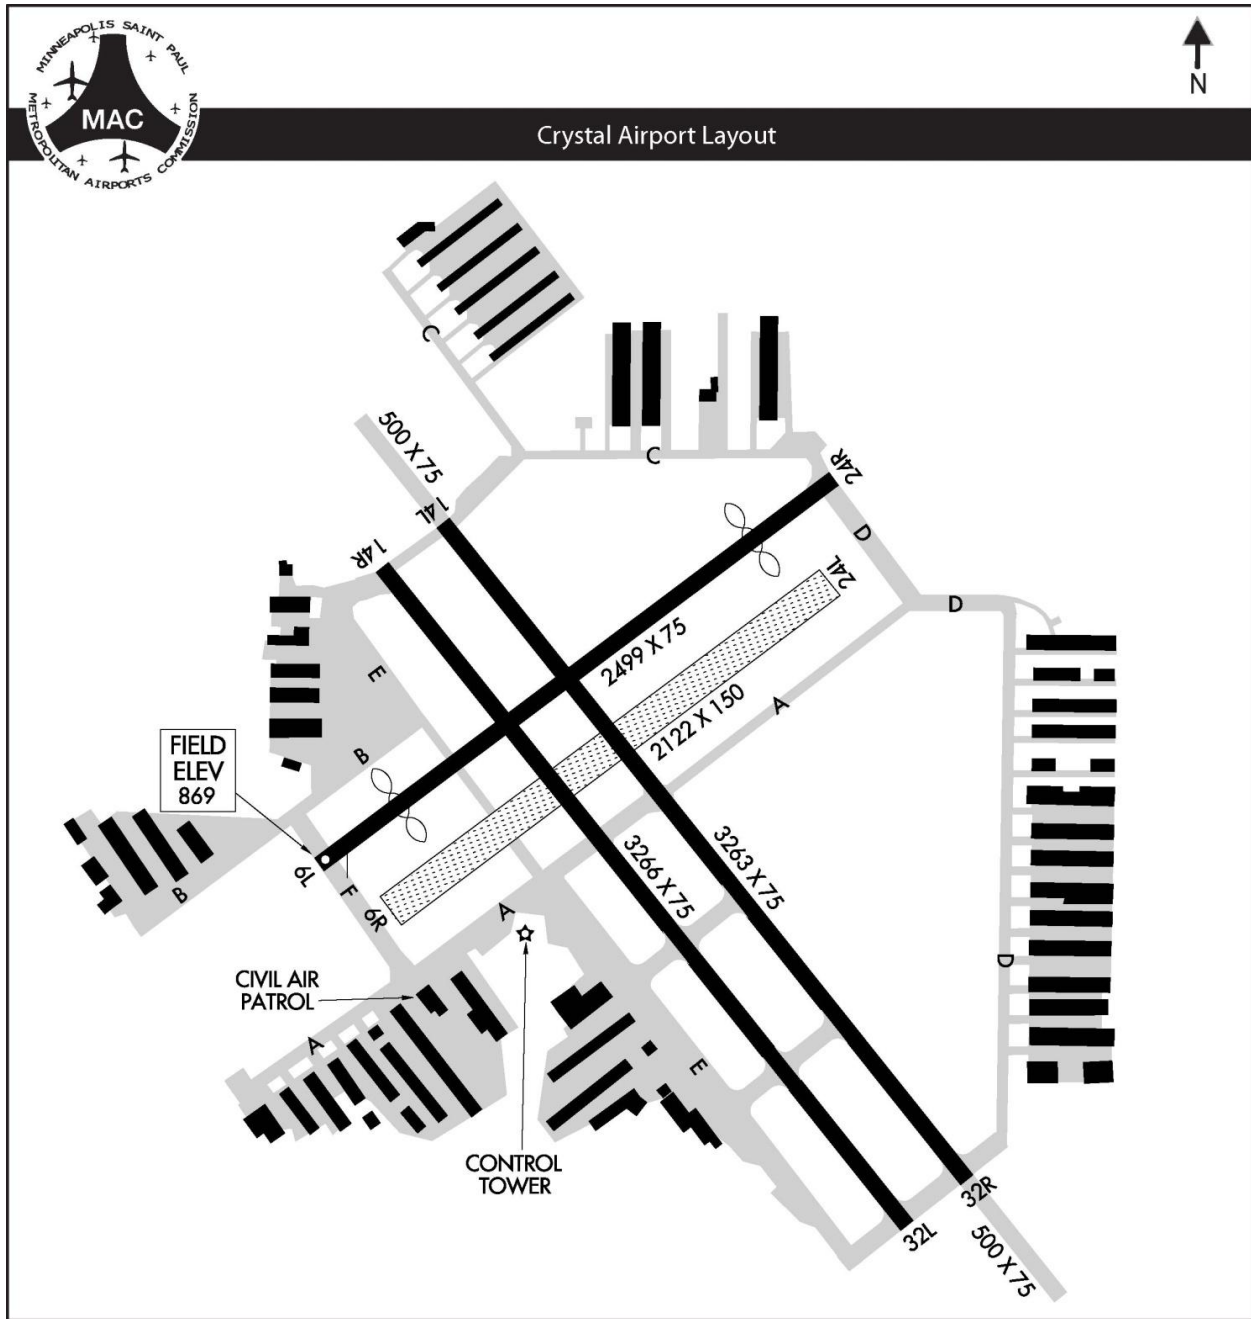 MINNEAPOLIS SAINT PAUL
METROPOLITAN AIRPORTS COMMISSION
MAC
N
Crystal Airport Layout
C
500 X 75
C
24R
14L
14R
D
24L
D
2499 X 75
E
2122 X 150
A
B
FIELD
ELEV
869
3266 X 75
3263 X 75
6L
F
B
6R
A
D
CIVIL AIR
PATROL
A
E
CONTROL
TOWER
32R
32L
500 X 75